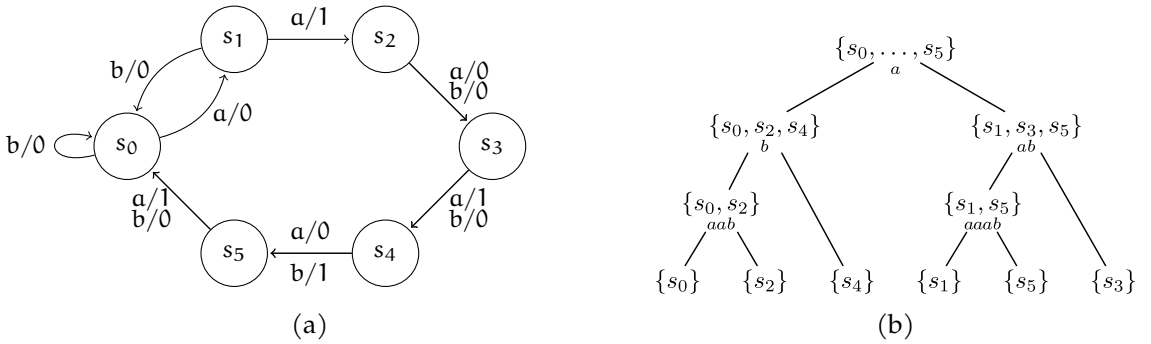 s₁
a/1
s₂
b/0
a/0
a/0
b/0
b/0
s₀
s₃
a/1
b/0
a/1
b/0
s₅
a/0
b/1
s₄
(a)
{s₀, . . . , s₅}
a
{s₀, s₂, s₄}
b
{s₁, s₃, s₅}
ab
{s₀, s₂}
aab
{s₁, s₅}
aaab
{s₀} {s₂} {s₄} {s₁} {s₅} {s₃}
(b)